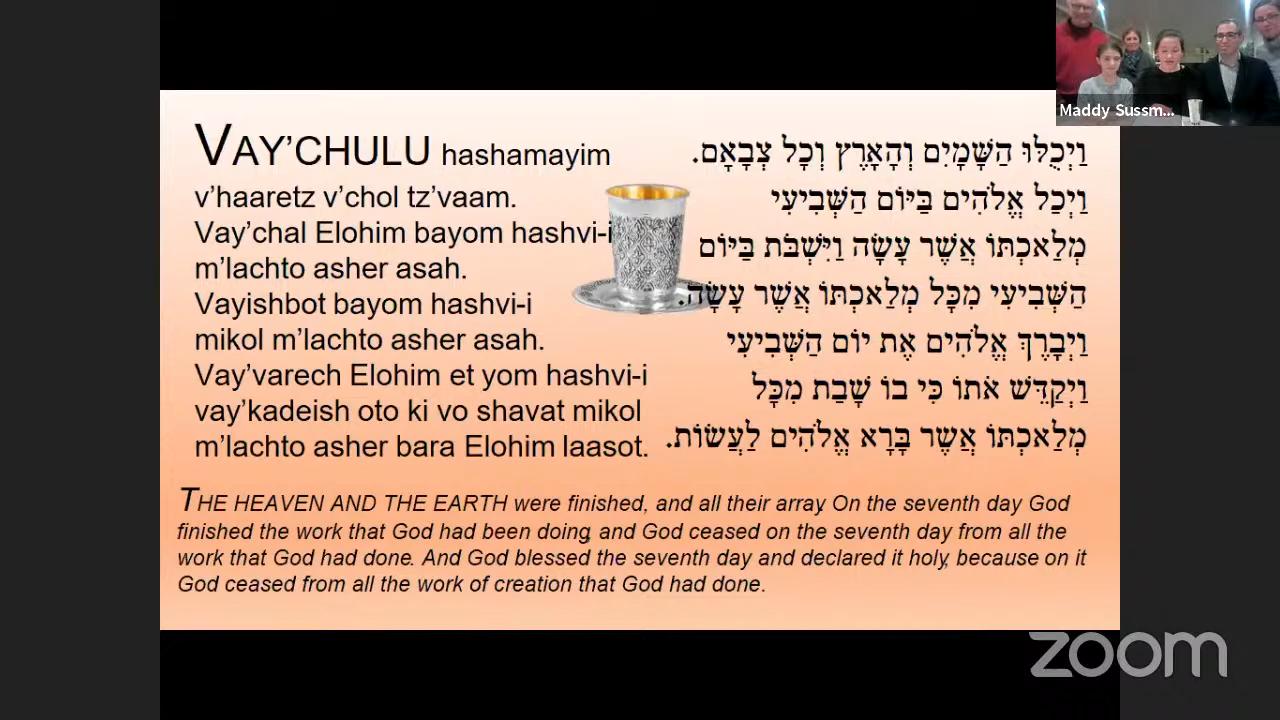 Maddy Sussm...
VAY’CHULU hashamayim
v’haaretz v’chol tz’vaam.
Vay’chal Elohim bayom hashvi-i
m’lachto asher asah.
Vayishbot bayom hashvi-i
mikol m’lachto asher asah.
Vay’varech Elohim et yom hashvi-i
vay’kadeish oto ki vo shavat mikol
m’lachto asher bara Elohim laasot.
וַיְכֻלּוּ הַשָּׁמָיִם וְהָאָרֶץ וְכָל צְבָאָם.
וַיְכַל אֱלֹהִים בַּיּוֹם הַשְּׁבִיעִי
מְלַאכְתּוֹ אֲשֶׁר עָשָׂה וַיִּשְׁבֹּת בַּיּוֹם
הַשְּׁבִיעִי מִכָּל מְלַאכְתּוֹ אֲשֶׁר עָשָׂה.
וַיְבָרֶךְ אֱלֹהִים אֶת יוֹם הַשְּׁבִיעִי
וַיְקַדֵּשׁ אֹתוֹ כִּי בוֹ שָׁבַת מִכָּל
מְלַאכְתּוֹ אֲשֶׁר בָּרָא אֱלֹהִים לַעֲשׂוֹת.
THE HEAVEN AND THE EARTH were finished, and all their array. On the seventh day God
finished the work that God had been doing, and God ceased on the seventh day from all the
work that God had done. And God blessed the seventh day and declared it holy, because on it
God ceased from all the work of creation that God had done.
zoom